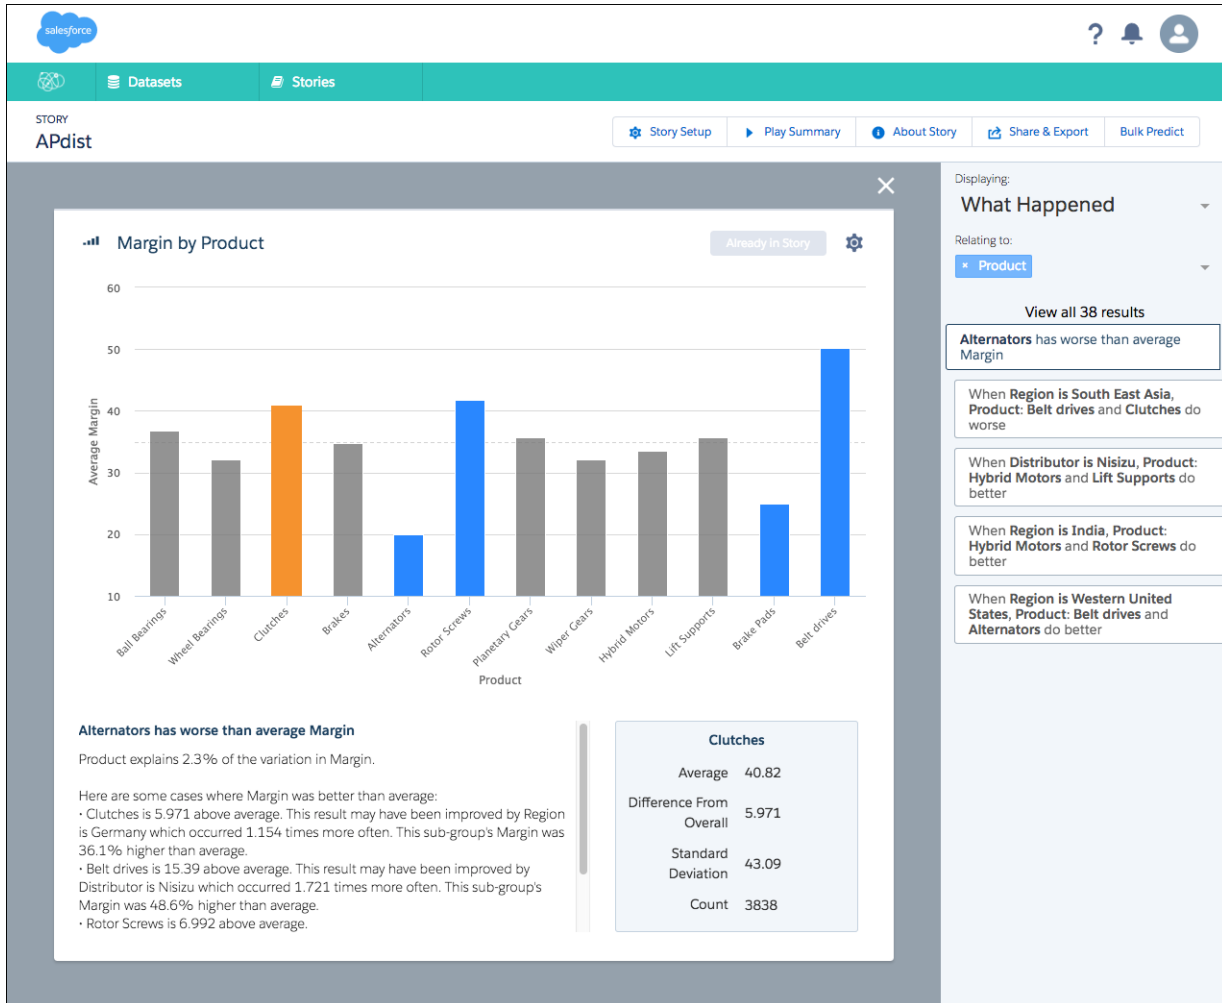 salesforce
?
Datasets
Stories
STORY
APdist
Story Setup
Play Summary
About Story
Share & Export
Bulk Predict
Displaying:
What Happened
Relating to:
× Product
View all 38 results
Alternators has worse than average
Margin
When Region is South East Asia,
Product: Belt drives and Clutches do
worse
When Distributor is Nisizu, Product:
Hybrid Motors and Lift Supports do
better
When Region is India, Product:
Hybrid Motors and Rotor Screws do
better
When Region is Western United
States, Product: Belt drives and
Alternators do better
Margin by Product
Already in Story
60
50
40
30
20
10
Average Margin
Ball Bearings
Wheel Bearings
Clutches
Brakes
Alternators
Rotor Screws
Planetary Gears
Wiper Gears
Hybrid Motors
Lift Supports
Brake Pads
Belt drives
Product
Alternators has worse than average Margin
Product explains 2.3% of the variation in Margin.
Here are some cases where Margin was better than average:
• Clutches is 5.971 above average. This result may have been improved by Region
is Germany which occurred 1.154 times more often. This sub-group's Margin was
36.1% higher than average.
• Belt drives is 15.39 above average. This result may have been improved by
Distributor is Nisizu which occurred 1.721 times more often. This sub-group's
Margin was 48.6% higher than average.
• Rotor Screws is 6.992 above average.
Clutches
Average 40.82
Difference From
Overall 5.971
Standard
Deviation 43.09
Count 3838